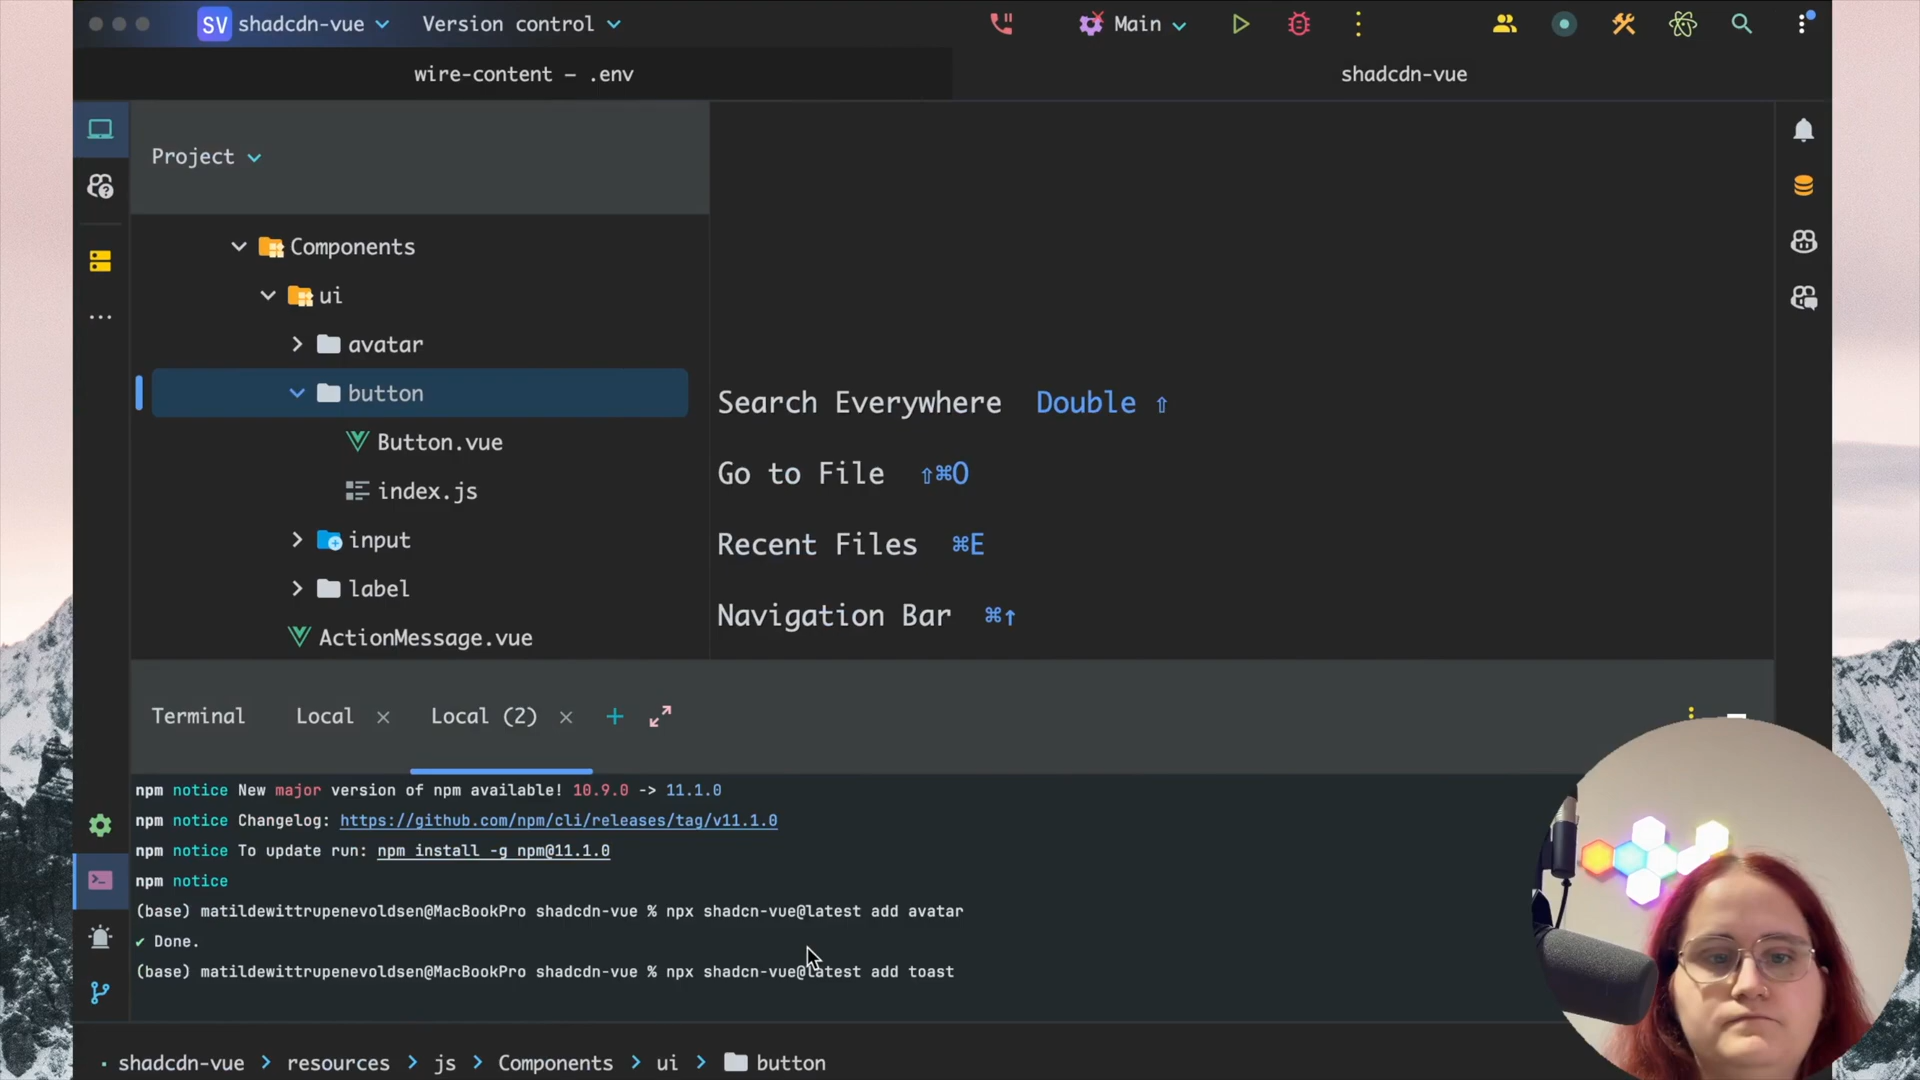 SV shadcdn-vue Version control Main
wire-content – .env shadcdn-vue
Project
Components
ui
avatar
button
Button.vue
index.js
input
label
ActionMessage.vue
Search Everywhere Double ⇧
Go to File ⇧⌘O
Recent Files ⌘E
Navigation Bar ⌘↑
Terminal Local × Local (2) × +
npm notice New major version of npm available! 10.9.0 -> 11.1.0
npm notice Changelog: https://github.com/npm/cli/releases/tag/v11.1.0
npm notice To update run: npm install -g npm@11.1.0
npm notice
(base) matildewittrupenevoldsen@MacBookPro shadcdn-vue % npx shadcn-vue@latest add avatar
✔ Done.
(base) matildewittrupenevoldsen@MacBookPro shadcdn-vue % npx shadcn-vue@latest add toast
shadcdn-vue > resources > js > Components > ui > button